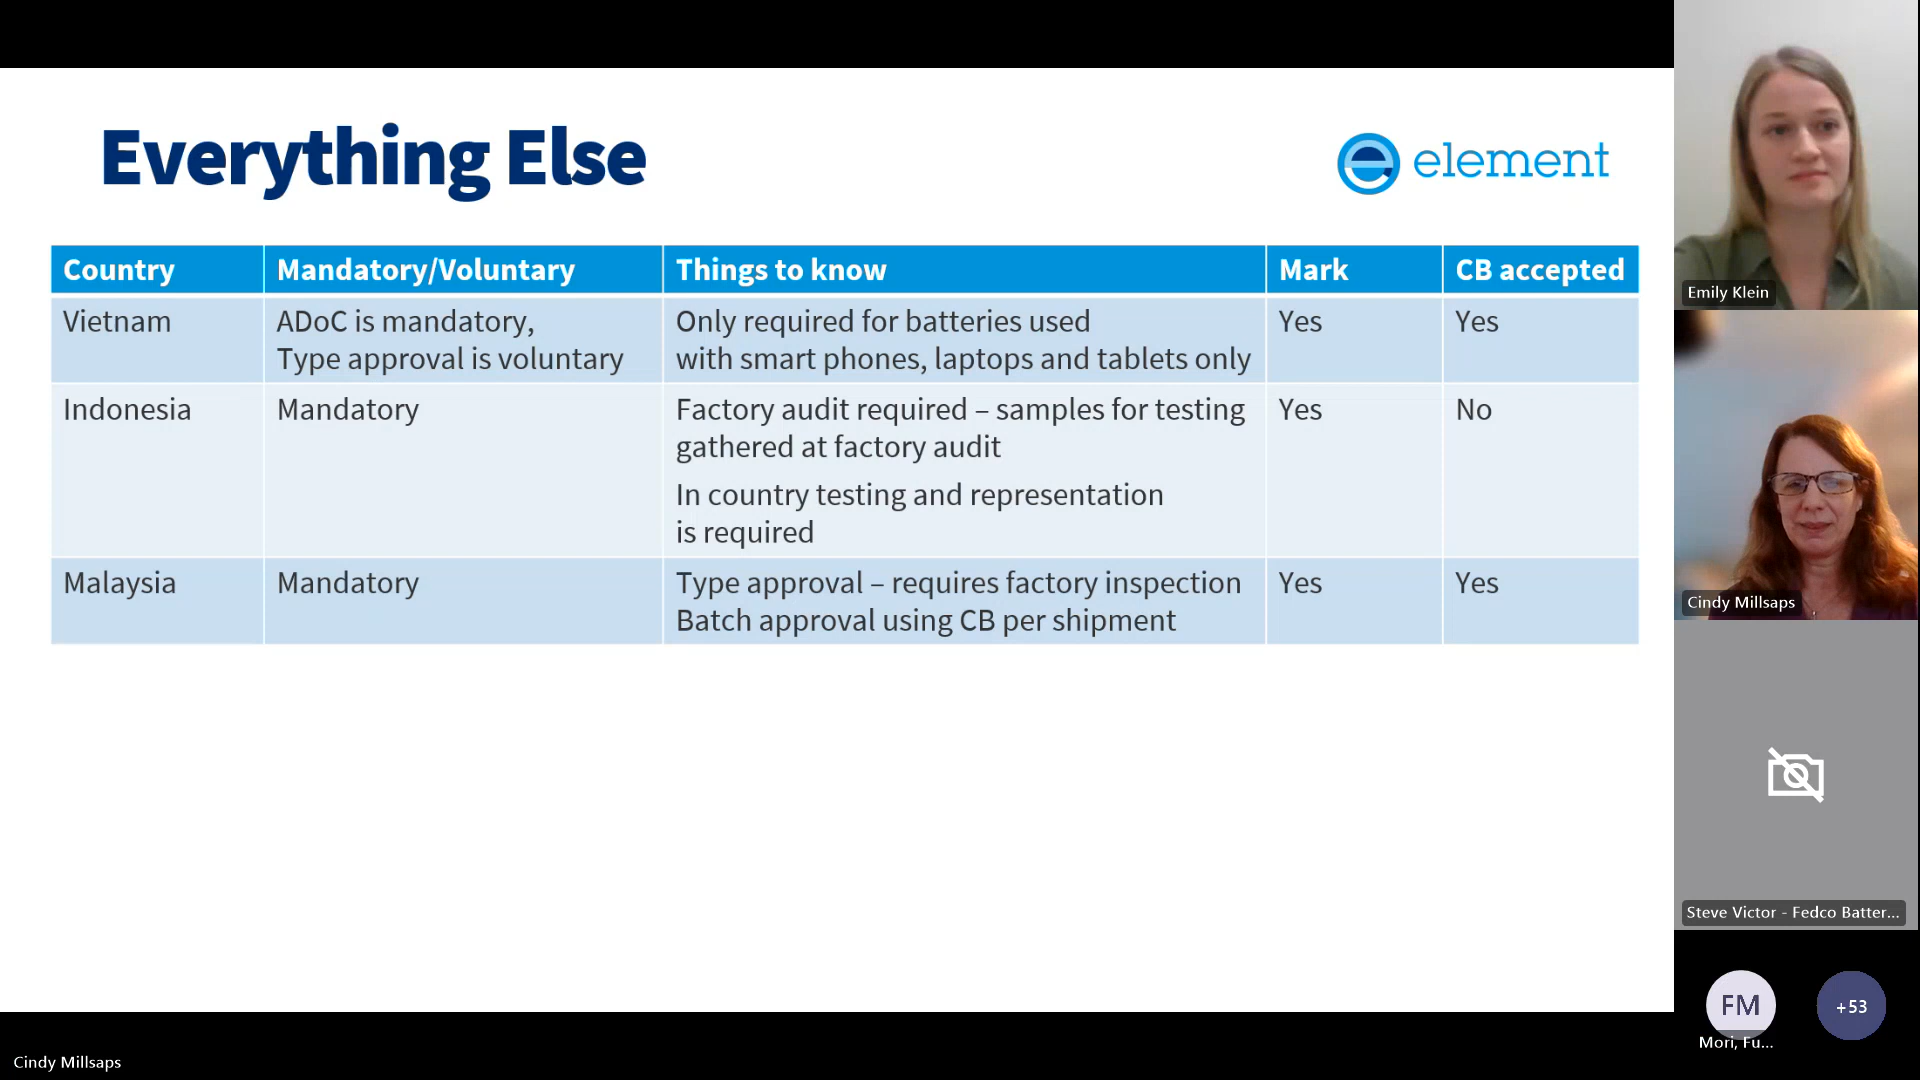 Everything Else
element
Country Mandatory/Voluntary Things to know Mark CB accepted
Vietnam
ADoC is mandatory,
Type approval is voluntary
Only required for batteries used
with smart phones, laptops and tablets only
Yes
Yes
Indonesia
Mandatory
Factory audit required – samples for testing
gathered at factory audit
In country testing and representation
is required
Yes
No
Malaysia
Mandatory
Type approval – requires factory inspection
Batch approval using CB per shipment
Yes
Yes
Emily Klein
Cindy Millsaps
Steve Victor - Fedco Batter...
FM
Mori, Fu...
+53
Cindy Millsaps